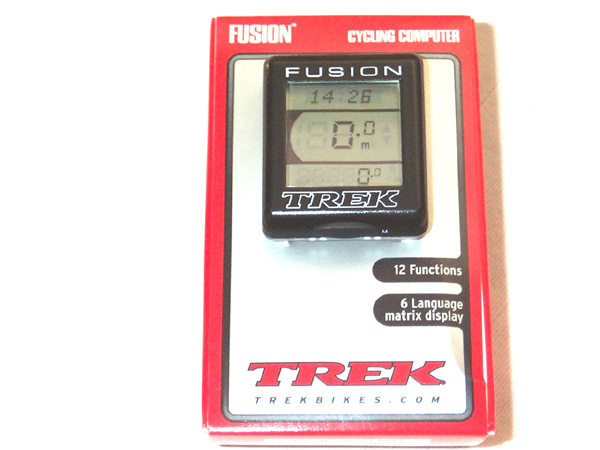 FUSION™
CYCLING COMPUTER
FUSION
14 26
0.0
m
0.0
TREK
M
12 Functions
6 Language
matrix display
TREK
TREKBIKES.COM